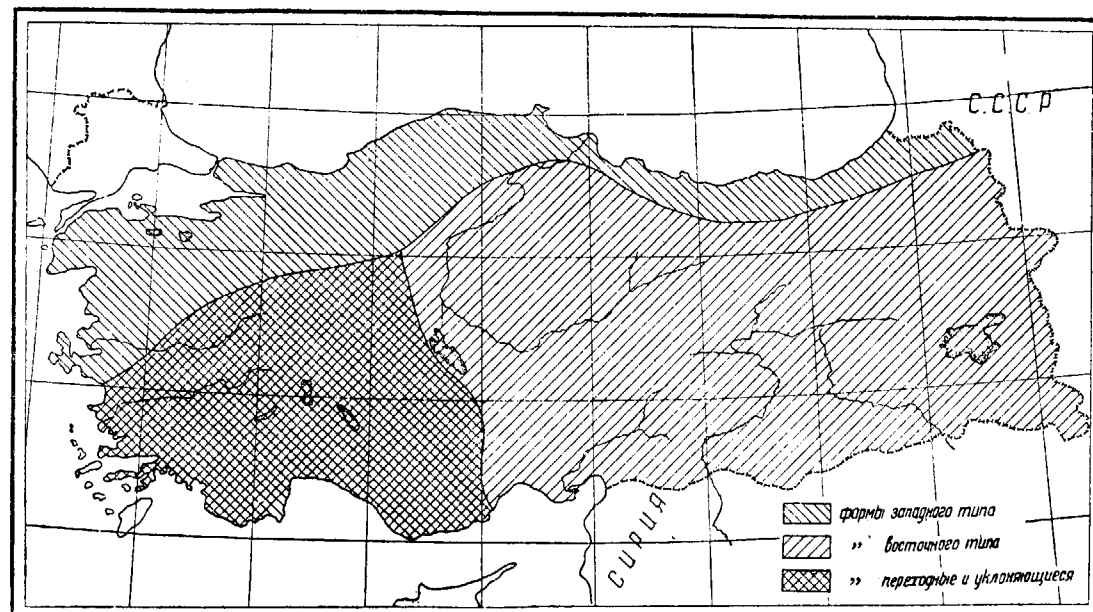 С.С.С.Р
СИРИЯ
формы западного типа
„ восточного типа
„ переходные и уклоняющиеся